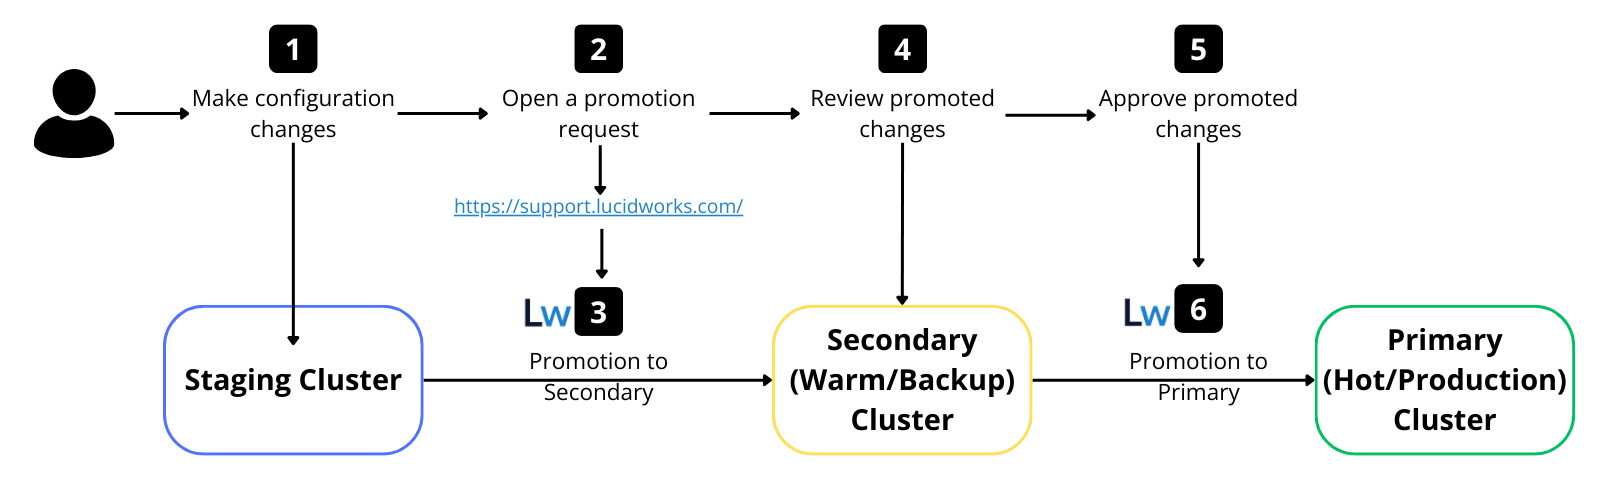 1
Make configuration
changes
2
Open a promotion
request
https://support.lucidworks.com/
4
Review promoted
changes
5
Approve promoted
changes
Lw
3
Promotion to
Secondary
Lw
6
Promotion to
Primary
Staging Cluster
Secondary
(Warm/Backup)
Cluster
Primary
(Hot/Production)
Cluster